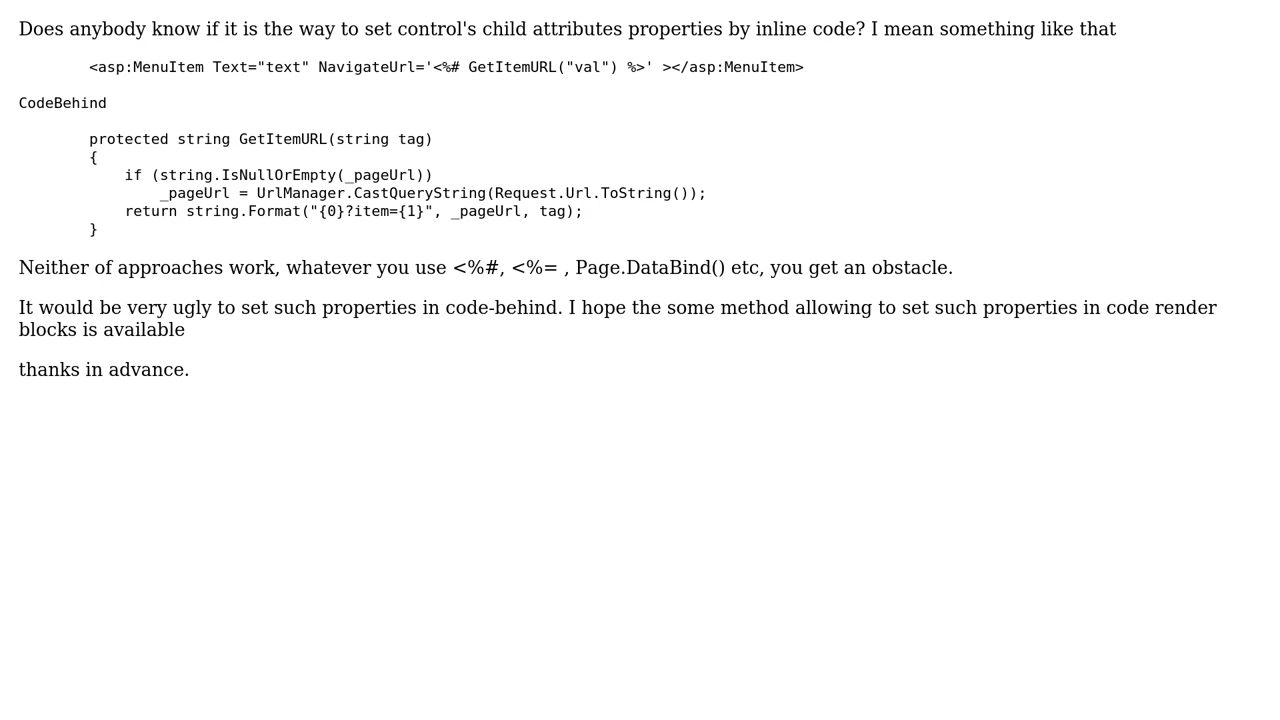 Does anybody know if it is the way to set control's child attributes properties by inline code? I mean something like that
<asp:MenuItem Text="text" NavigateUrl='<%# GetItemURL("val") %>' ></asp:MenuItem>
CodeBehind
protected string GetItemURL(string tag)
{
if (string.IsNullOrEmpty(_pageUrl))
_pageUrl = UrlManager.CastQueryString(Request.Url.ToString());
return string.Format("{0}?item={1}", _pageUrl, tag);
}
Neither of approaches work, whatever you use <%#, <%= , Page.DataBind() etc, you get an obstacle.
It would be very ugly to set such properties in code-behind. I hope the some method allowing to set such properties in code render
blocks is available
thanks in advance.